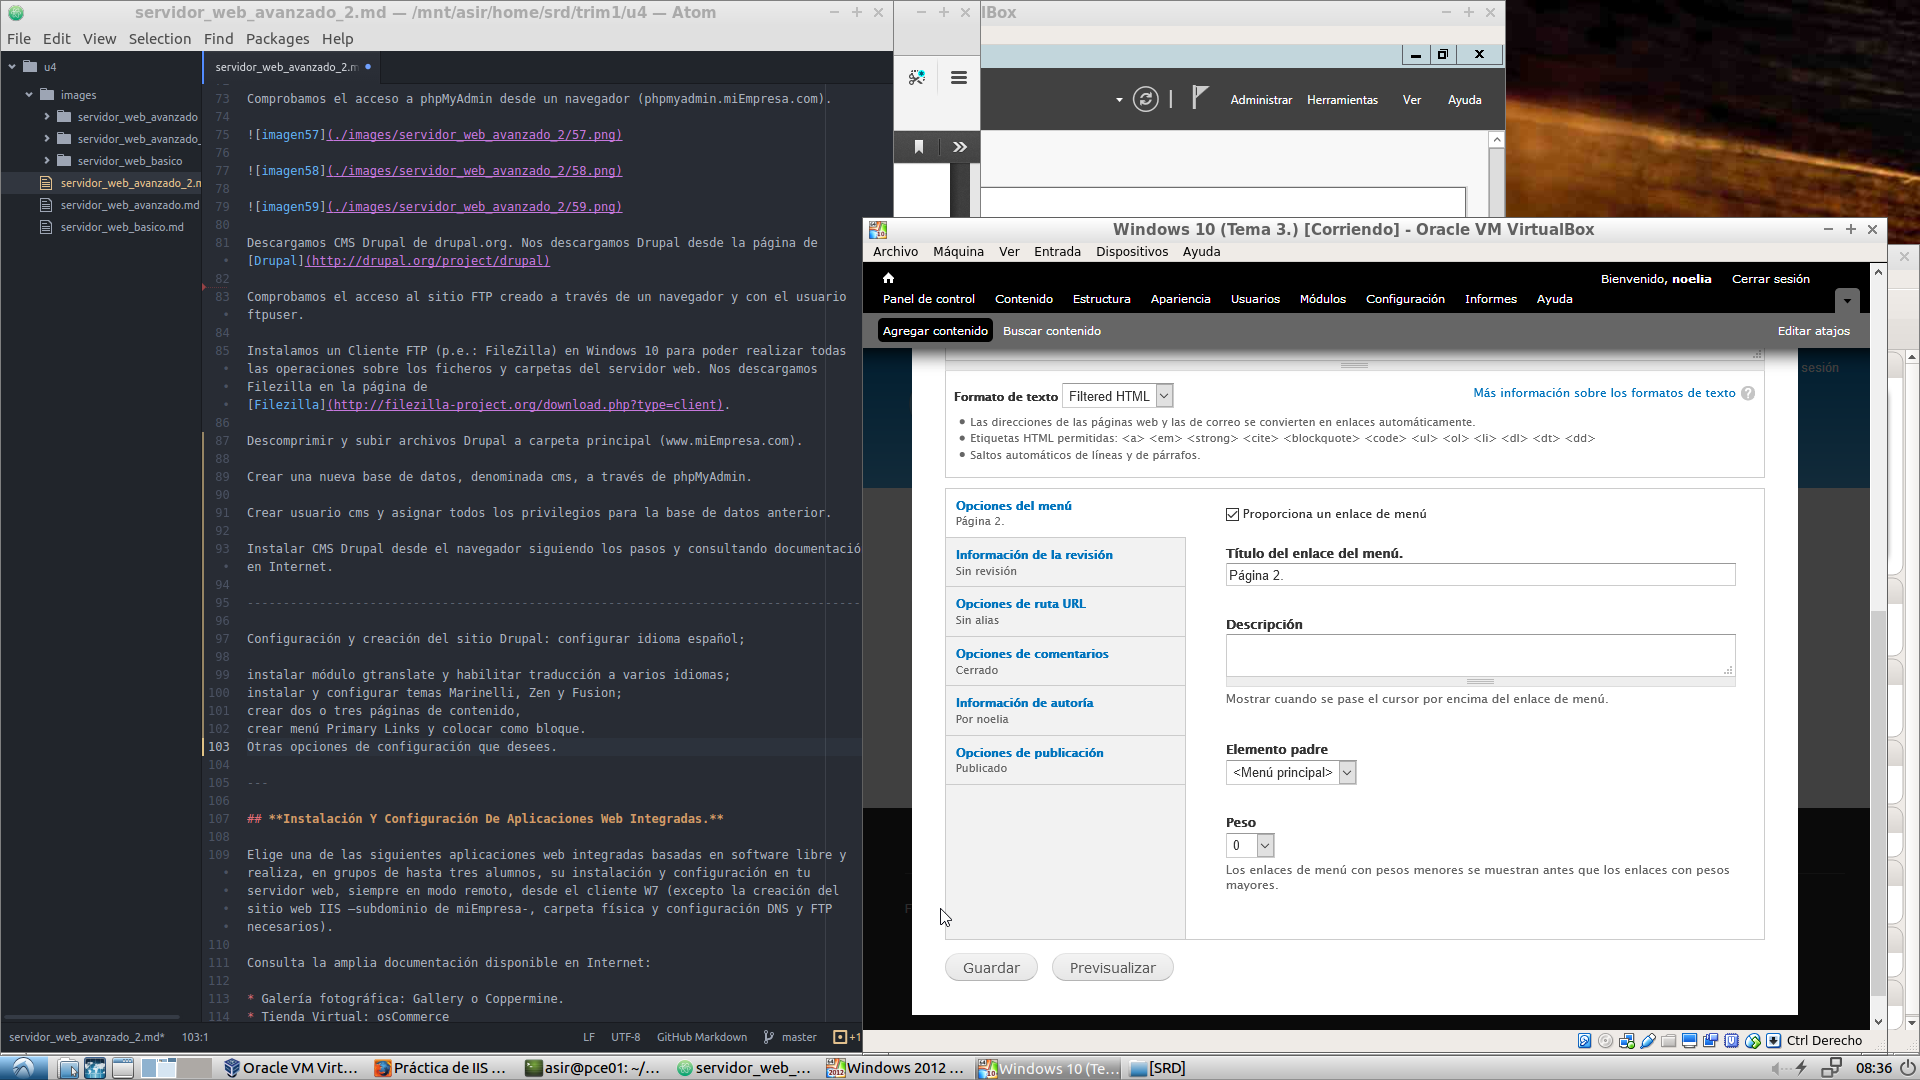 servidor_web_avanzado_2.md — /mnt/asir/home/srd/trim1/u4 — Atom
File Edit View Selection Find Packages Help
u4
images
servidor_web_avanzado
servidor_web_avanzado_
servidor_web_basico
servidor_web_avanzado_2.m
servidor_web_avanzado.md
servidor_web_basico.md
servidor_web_avanzado_2.m
73 Comprobamos el acceso a phpMyAdmin desde un navegador (phpmyadmin.miEmpresa.com).
74
75 ![imagen57](./images/servidor_web_avanzado_2/57.png)
76
77 ![imagen58](./images/servidor_web_avanzado_2/58.png)
78
79 ![imagen59](./images/servidor_web_avanzado_2/59.png)
80
81 Descargamos CMS Drupal de drupal.org. Nos descargamos Drupal desde la página de
[Drupal](http://drupal.org/project/drupal)
82
83 Comprobamos el acceso al sitio FTP creado a través de un navegador y con el usuario
ftpuser.
84
85 Instalamos un Cliente FTP (p.e.: FileZilla) en Windows 10 para poder realizar todas
las operaciones sobre los ficheros y carpetas del servidor web. Nos descargamos
Filezilla en la página de
[Filezilla](http://filezilla-project.org/download.php?type=client).
86
87 Descomprimir y subir archivos Drupal a carpeta principal (www.miEmpresa.com).
88
89 Crear una nueva base de datos, denominada cms, a través de phpMyAdmin.
90
91 Crear usuario cms y asignar todos los privilegios para la base de datos anterior.
92
93 Instalar CMS Drupal desde el navegador siguiendo los pasos y consultando documentació
en Internet.
94
95 -------------------------------------------------------------------------------------
96
97 Configuración y creación del sitio Drupal: configurar idioma español;
98
99 instalar módulo gtranslate y habilitar traducción a varios idiomas;
100 instalar y configurar temas Marinelli, Zen y Fusion;
101 crear dos o tres páginas de contenido,
102 crear menú Primary Links y colocar como bloque.
103 Otras opciones de configuración que desees.
104
105 ---
106
107 ## **Instalación Y Configuración De Aplicaciones Web Integradas.**
108
109 Elige una de las siguientes aplicaciones web integradas basadas en software libre y
realiza, en grupos de hasta tres alumnos, su instalación y configuración en tu
servidor web, siempre en modo remoto, desde el cliente W7 (excepto la creación del
sitio web IIS –subdominio de miEmpresa-, carpeta física y configuración DNS y FTP
necesarios).
110
111 Consulta la amplia documentación disponible en Internet:
112
113 * Galería fotográfica: Gallery o Coppermine.
114 * Tienda Virtual: osCommerce
servidor_web_avanzado_2.md* 103:1 LF UTF-8 GitHub Markdown master +1
lBox
Administrar Herramientas Ver Ayuda
Windows 10 (Tema 3.) [Corriendo] - Oracle VM VirtualBox
Archivo Máquina Ver Entrada Dispositivos Ayuda
Bienvenido, noelia Cerrar sesión
Panel de control Contenido Estructura Apariencia Usuarios Módulos Configuración Informes Ayuda
Agregar contenido Buscar contenido Editar atajos
sesión
Formato de texto Filtered HTML Más información sobre los formatos de texto ?
Las direcciones de las páginas web y las de correo se convierten en enlaces automáticamente.
Etiquetas HTML permitidas: <a> <em> <strong> <cite> <blockquote> <code> <ul> <ol> <li> <dl> <dt> <dd>
Saltos automáticos de líneas y de párrafos.
Opciones del menú
Página 2.
Información de la revisión
Sin revisión
Opciones de ruta URL
Sin alias
Opciones de comentarios
Cerrado
Información de autoría
Por noelia
Opciones de publicación
Publicado
Proporciona un enlace de menú
Título del enlace del menú.
Página 2.
Descripción
Mostrar cuando se pase el cursor por encima del enlace de menú.
Elemento padre
<Menú principal>
Peso
0
Los enlaces de menú con pesos menores se muestran antes que los enlaces con pesos
mayores.
Guardar Previsualizar
Ctrl Derecho
Oracle VM Virt... Práctica de IIS ... asir@pce01: ~/... servidor_web_... Windows 2012 ... Windows 10 (Te... [SRD] 08:36